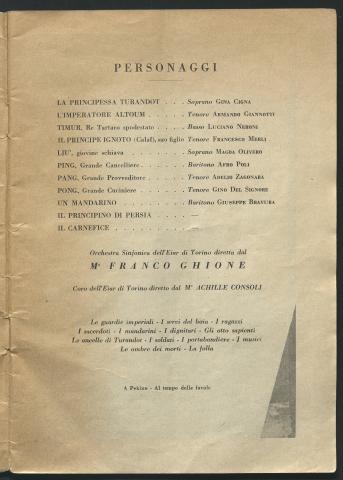 PERSONAGGI
LA PRINCIPESSA TURANDOT . . . Soprano GINA CIGNA
L'IMPERATORE ALTOUM . . . . Tenore ARMANDO GIANNOTTI
TIMUR, Re Tartaro spodestato . . . . . Basso LUCIANO NERONI
IL PRINCIPE IGNOTO (Calaf), suo figlio Tenore FRANCESCO MERLI
LIU', giovine schiava . . . . . . . . Soprano MAGDA OLIVERO
PING, Grande Cancelliere. . . . . . Baritono AFRO POLI
PANG, Grande Provveditore . . . . . Tenore ADELIO ZAGONARA
PONG, Grande Cuciniere . . . . . . Tenore GINO DEL SIGNORE
UN MANDARINO . . . . . . . . Baritono GIUSEPPE BRAVURA
IL PRINCIPINO DI PERSIA . . . . . —
IL CARNEFICE . . . . . . . . . . —
Orchestra Sinfonica dell'Eiar di Torino diretta dal
Mº FRANCO GHIONE
Coro dell'Eiar di Torino diretto dal Mº ACHILLE CONSOLI
Le guardie imperiali - I servi del boia - I ragazzi
I sacerdoti - I mandarini - I dignitari - Gli otto sapienti
Le ancelle di Turandot - I soldati - I portabandiere - I musici
Le ombre dei morti - La folla
A Pekino - Al tempo delle favole